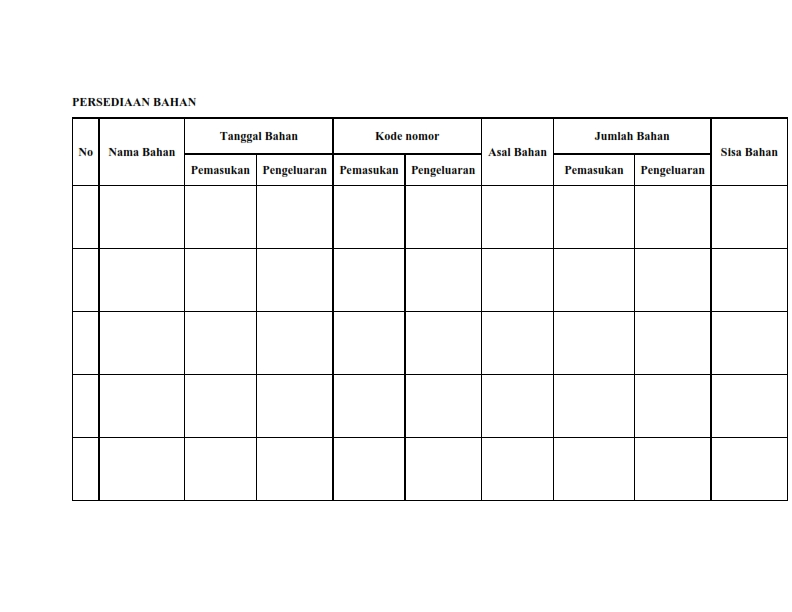 PERSEDIAAN BAHAN
No Nama Bahan Tanggal Bahan Kode nomor Asal Bahan Jumlah Bahan Sisa Bahan
Pemasukan Pengeluaran Pemasukan Pengeluaran Pemasukan Pengeluaran